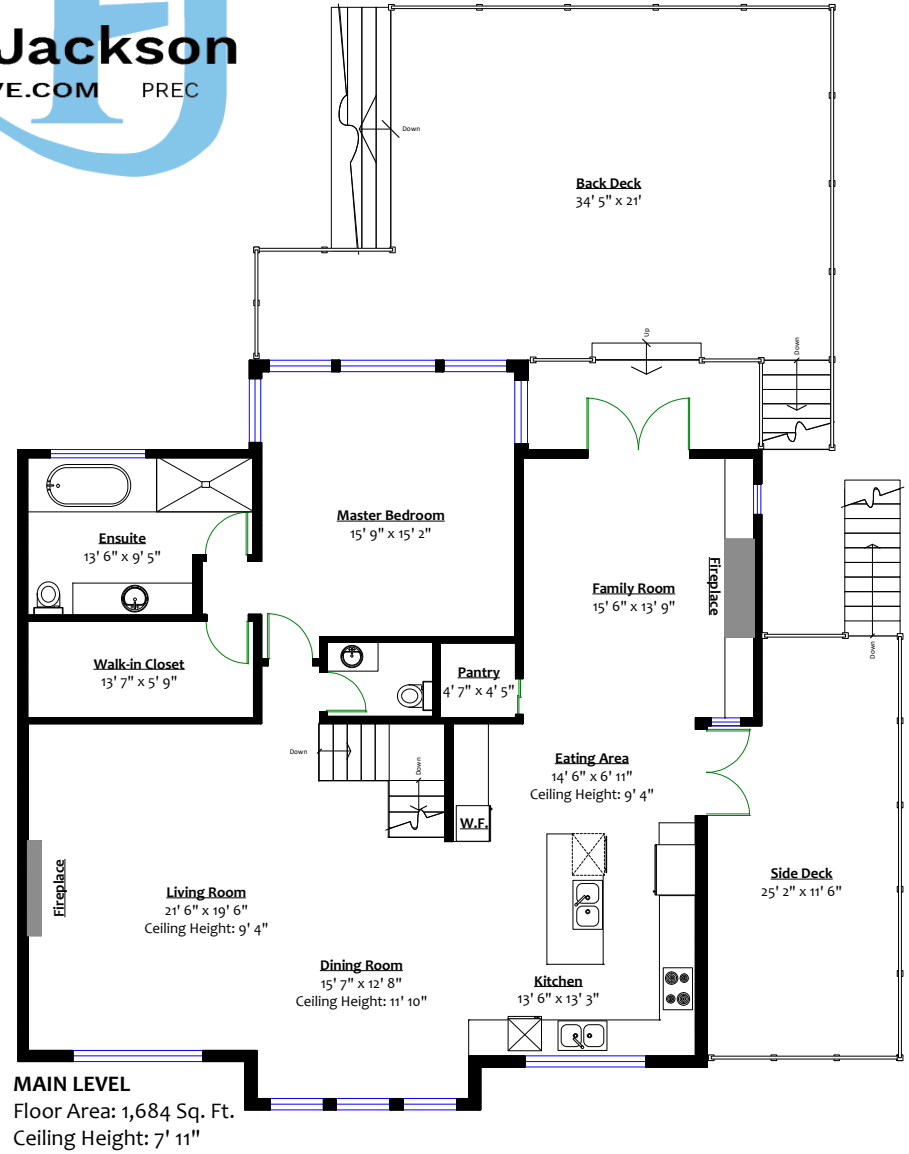 Jackson
VE.COM PREC
Down
Back Deck
34' 5" x 21'
Up
Down
Master Bedroom
15' 9" x 15' 2"
Ensuite
13' 6" x 9' 5"
Family Room
15' 6" x 13' 9"
Fireplace
Down
Walk-in Closet
13' 7" x 5' 9"
Pantry
4' 7" x 4' 5"
Down
Down
Eating Area
14' 6" x 6' 11"
Ceiling Height: 9' 4"
W.F.
Fireplace
Living Room
21' 6" x 19' 6"
Ceiling Height: 9' 4"
Side Deck
25' 2" x 11' 6"
Dining Room
15' 7" x 12' 8"
Ceiling Height: 11' 10"
Kitchen
13' 6" x 13' 3"
MAIN LEVEL
Floor Area: 1,684 Sq. Ft.
Ceiling Height: 7' 11"